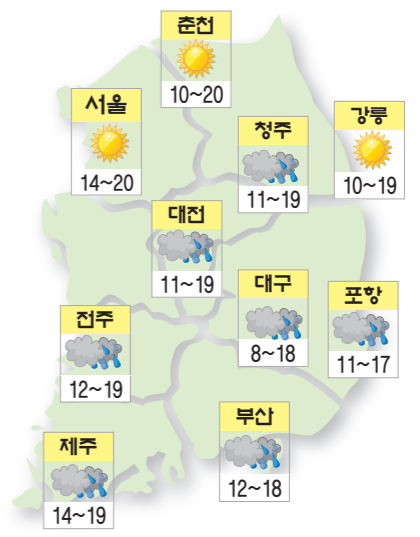 춘천
10~20
서울
14~20
청주
11~19
강릉
10~19
대전
11~19
대구
8~18
포항
11~17
전주
12~19
부산
12~18
제주
14~19